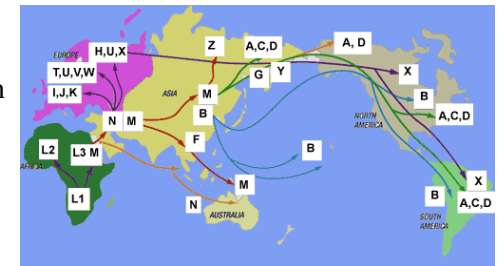 n
Z
A,C,D
A, D
H,U,X
EUROPE
G
Y
X
T,U,V,W
I,J,K
ASIA
M
B
B
N M
NORTH
AMERICA
A,C,D
L2
L3 M
F
B
AFRICA
M
X
L1
N
AUSTRALIA
B
A,C,D
SOUTH
AMERICA